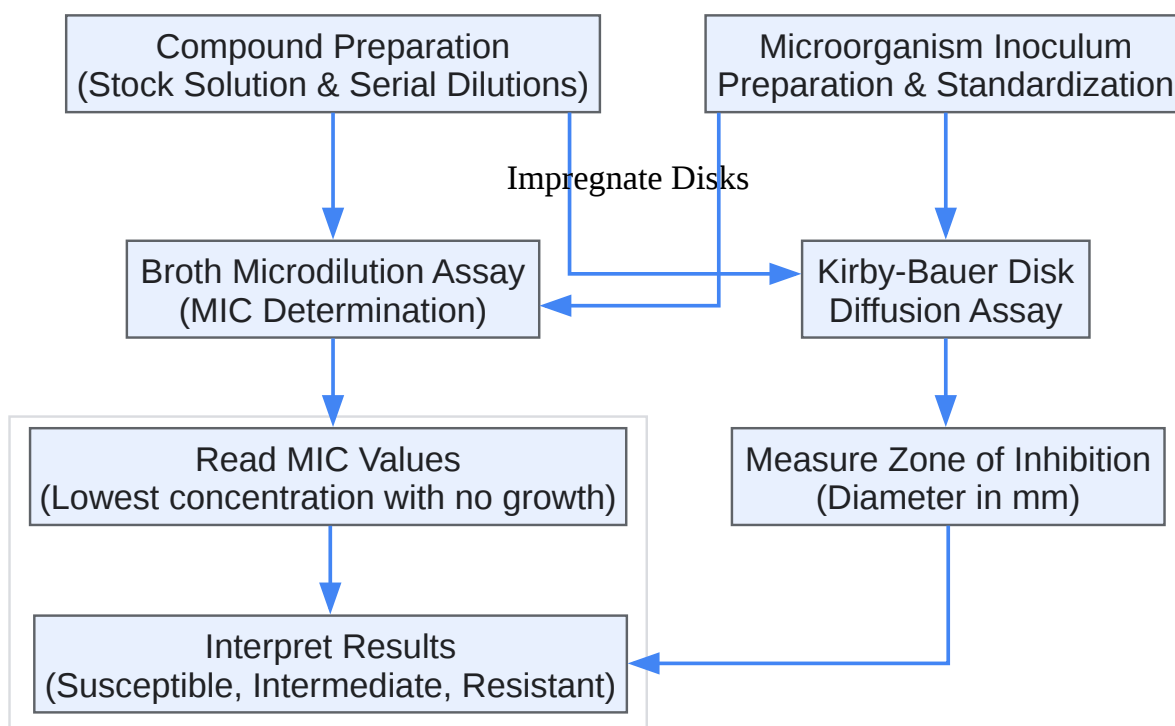 Compound Preparation
(Stock Solution & Serial Dilutions)
Microorganism Inoculum
Preparation & Standardization
Impregnate Disks
Broth Microdilution Assay
(MIC Determination)
Kirby-Bauer Disk
Diffusion Assay
Read MIC Values
(Lowest concentration with no growth)
Measure Zone of Inhibition
(Diameter in mm)
Interpret Results
(Susceptible, Intermediate, Resistant)